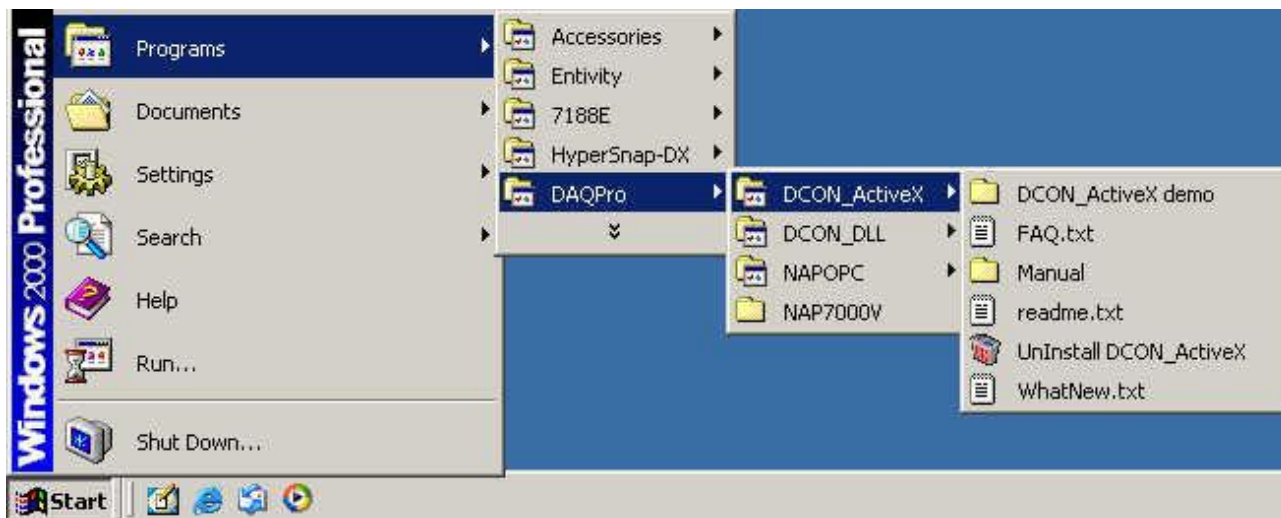 Windows 2000 Professional
Programs
Documents
Settings
Search
Help
Run...
Shut Down...
Start
Accessories
Entivity
7188E
HyperSnap-DX
DAQPro
DCON_ActiveX
DCON_DLL
NAPOPC
NAP7000V
DCON_ActiveX demo
FAQ.txt
Manual
readme.txt
UnInstall DCON_ActiveX
WhatNew.txt